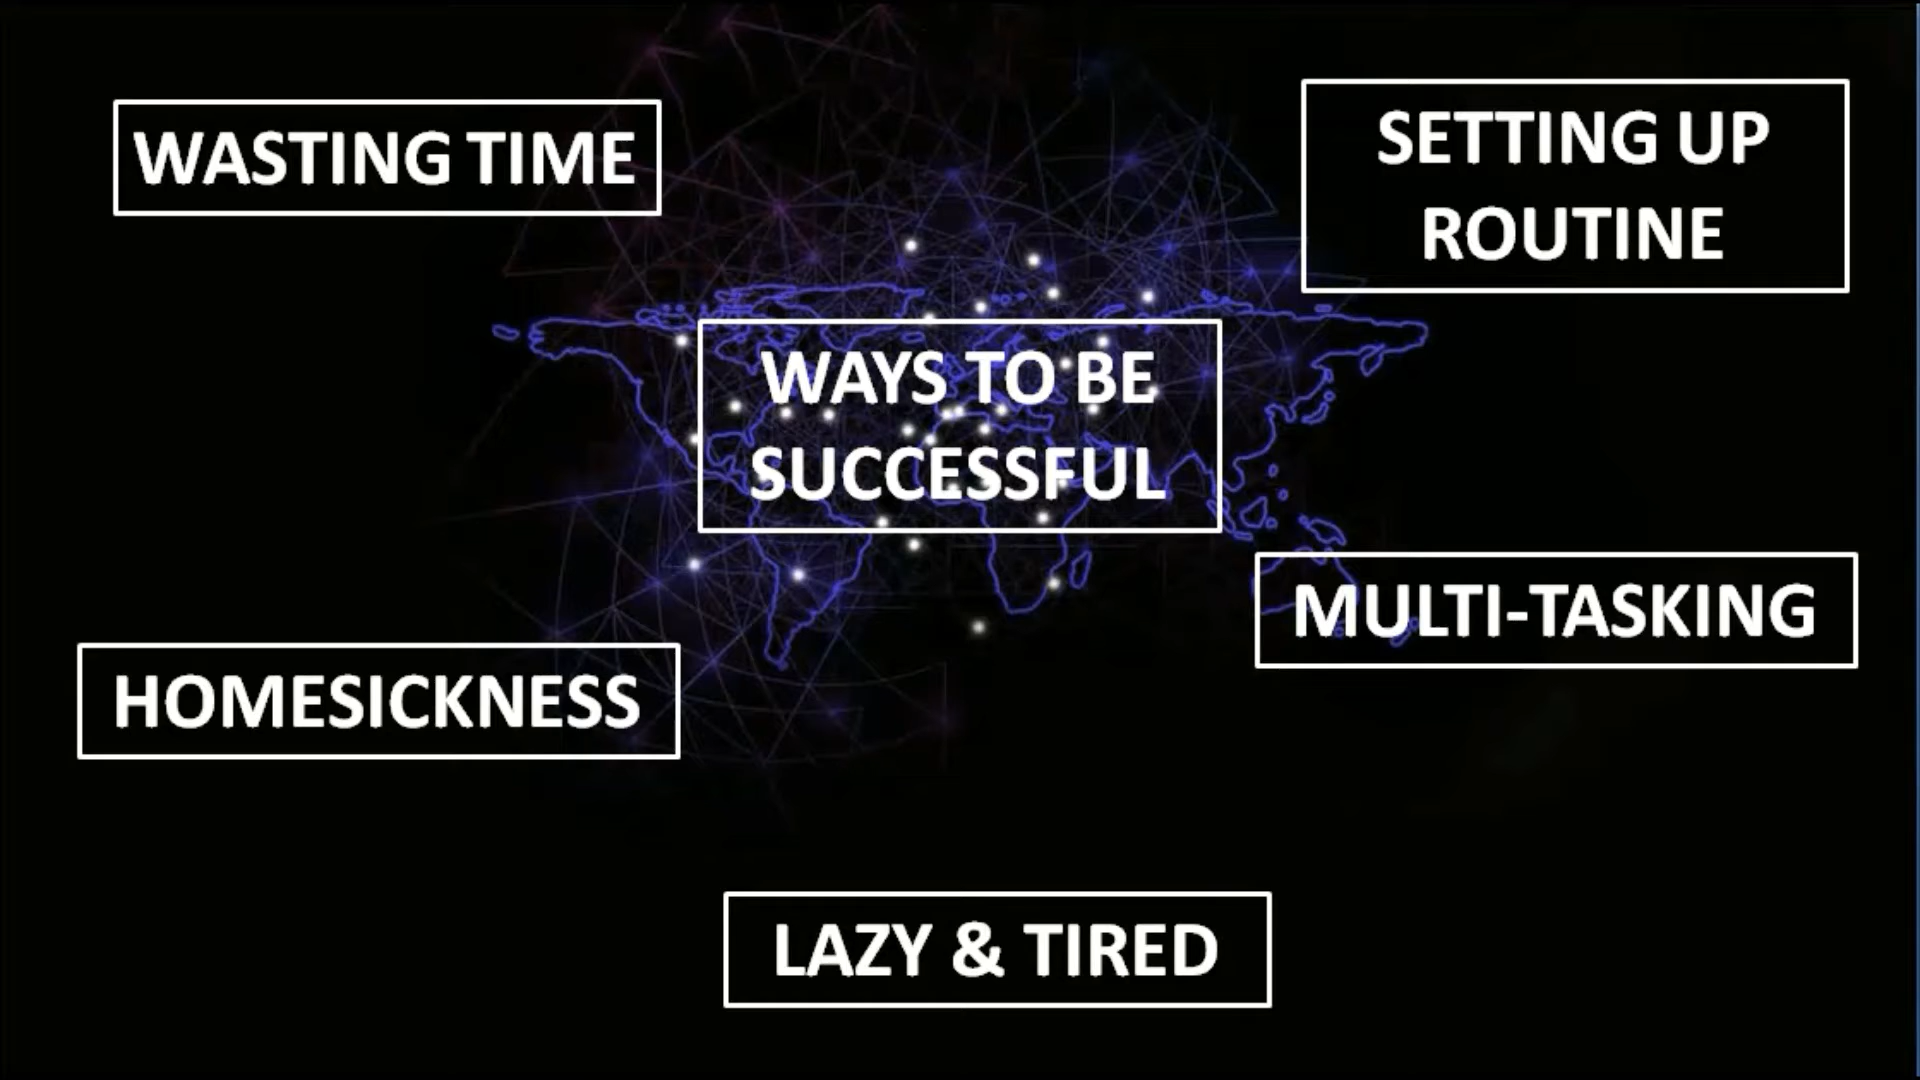 WASTING TIME
SETTING UP
ROUTINE
WAYS TO BE
SUCCESSFUL
MULTI-TASKING
HOMESICKNESS
LAZY & TIRED